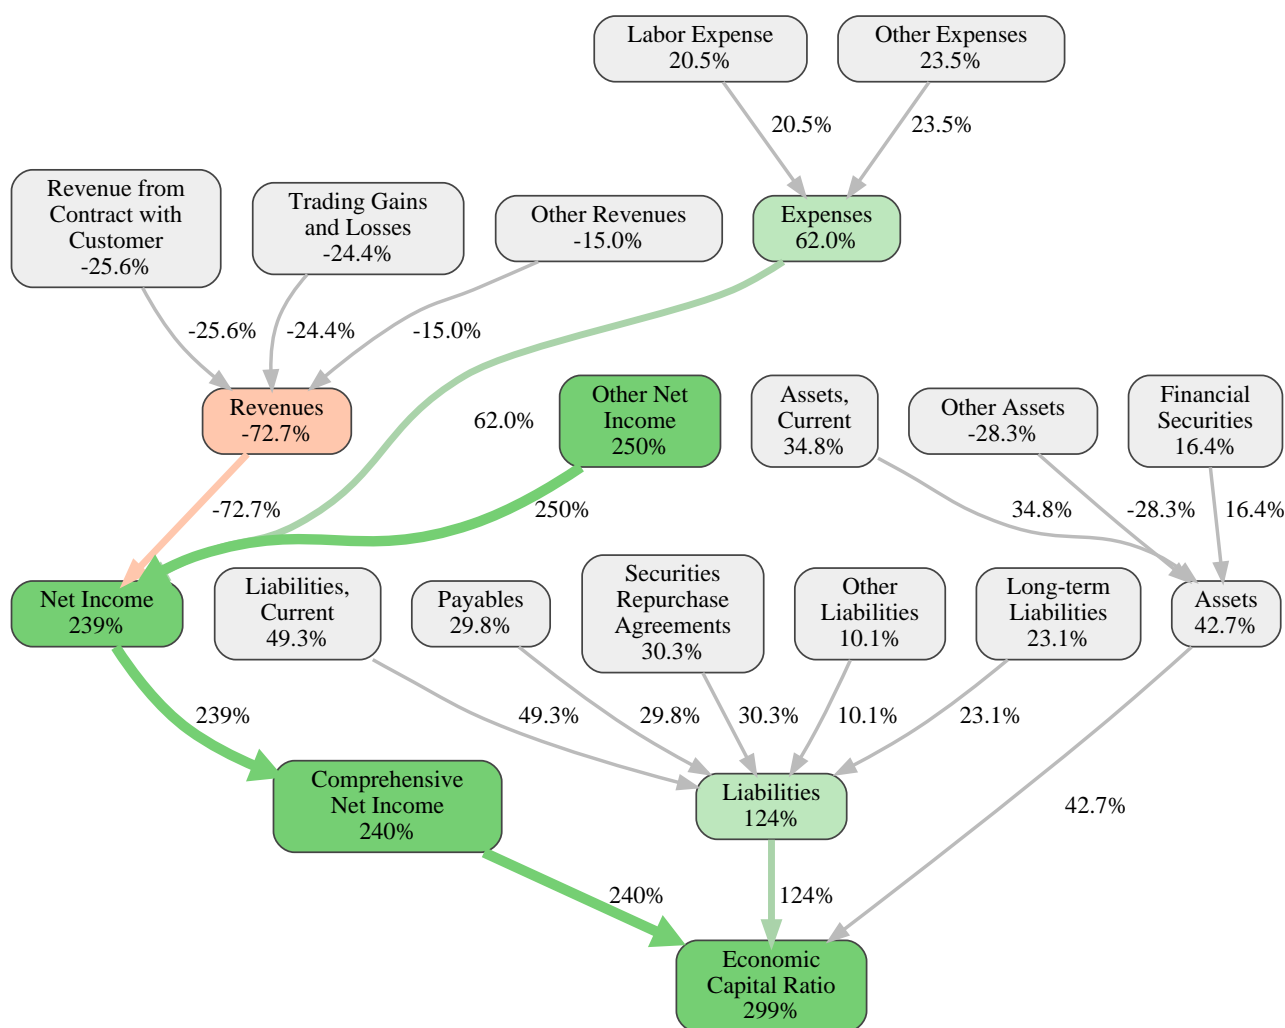 Labor Expense
20.5%
Other Expenses
23.5%
20.5%
23.5%
Revenue from
Contract with
Customer
-25.6%
Trading Gains
and Losses
-24.4%
Other Revenues
-15.0%
Expenses
62.0%
-25.6%
-24.4%
-15.0%
Revenues
-72.7%
62.0%
Other Net
Income
250%
Assets,
Current
34.8%
Other Assets
-28.3%
Financial
Securities
16.4%
-72.7%
250%
34.8%
-28.3%
16.4%
Net Income
239%
Liabilities,
Current
49.3%
Payables
29.8%
Securities
Repurchase
Agreements
30.3%
Other
Liabilities
10.1%
Long-term
Liabilities
23.1%
Assets
42.7%
239%
49.3%
29.8%
30.3%
10.1%
23.1%
Comprehensive
Net Income
240%
Liabilities
124%
42.7%
240%
124%
Economic
Capital Ratio
299%